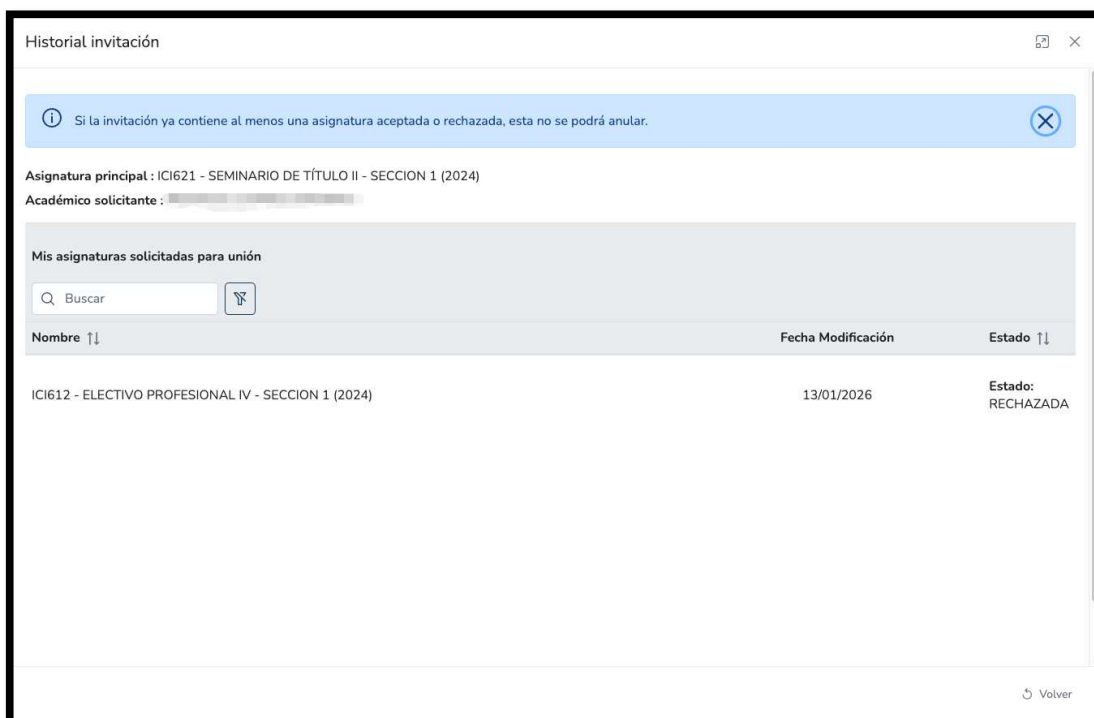 Historial invitación
Si la invitación ya contiene al menos una asignatura aceptada o rechazada, esta no se podrá anular.
Asignatura principal : ICI621 - SEMINARIO DE TÍTULO II - SECCION 1 (2024)
Académico solicitante :
Mis asignaturas solicitadas para unión
Buscar
Nombre Fecha Modificación Estado
ICI612 - ELECTIVO PROFESIONAL IV - SECCION 1 (2024) 13/01/2026 Estado:
RECHAZADA
Volver